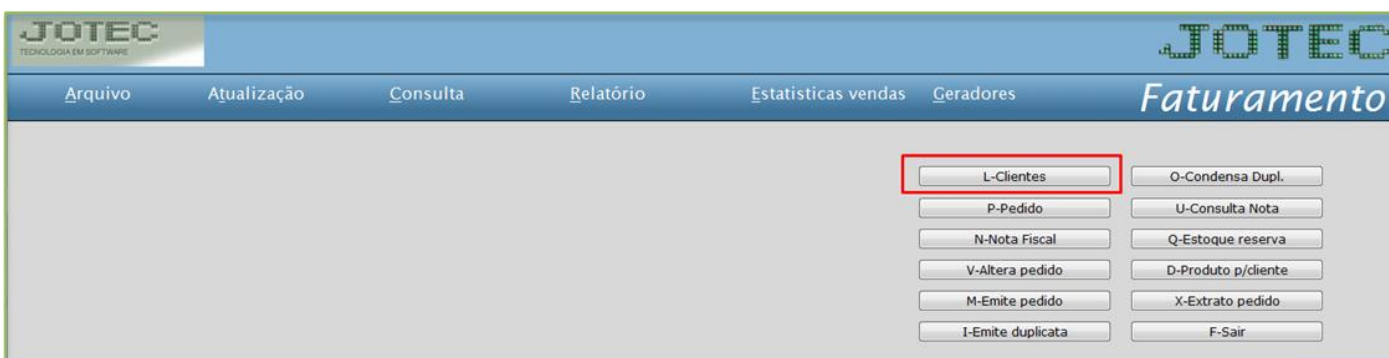 JOTEC
TECNOLOGIA EM SOFTWARE
JOTEC
Arquivo Atualização Consulta Relatório Estatisticas vendas Geradores Faturamento
L-Clientes O-Condensa Dupl.
P-Pedido U-Consulta Nota
N-Nota Fiscal Q-Estoque reserva
V-Altera pedido D-Produto p/cliente
M-Emite pedido X-Extrato pedido
I-Emite duplicata F-Sair